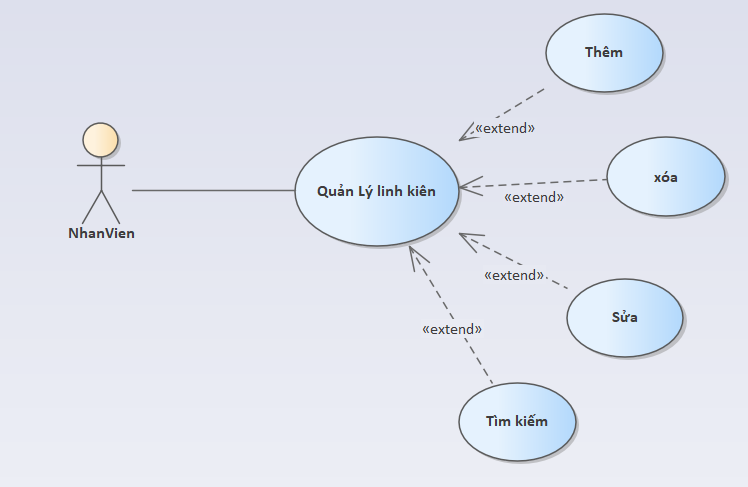 Thêm
«extend»
xóa
Quản Lý linh kiên
«extend»
NhanVien
«extend»
Sửa
«extend»
Tìm kiếm